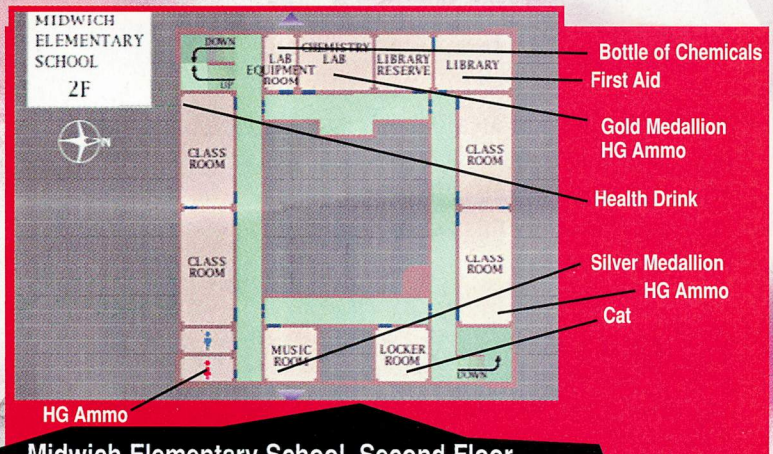 MIDWICH
ELEMENTARY
SCHOOL
2F
N
DOWN
UP
LAB
EQUIPMENT
ROOM
CHEMISTRY
LAB
LIBRARY
RESERVE
LIBRARY
CLASS
ROOM
CLASS
ROOM
CLASS
ROOM
CLASS
ROOM
MUSIC
ROOM
LOCKER
ROOM
DOWN
Bottle of Chemicals
First Aid
Gold Medallion
HG Ammo
Health Drink
Silver Medallion
HG Ammo
Cat
HG Ammo
Midwich Elementary School, Second Floor